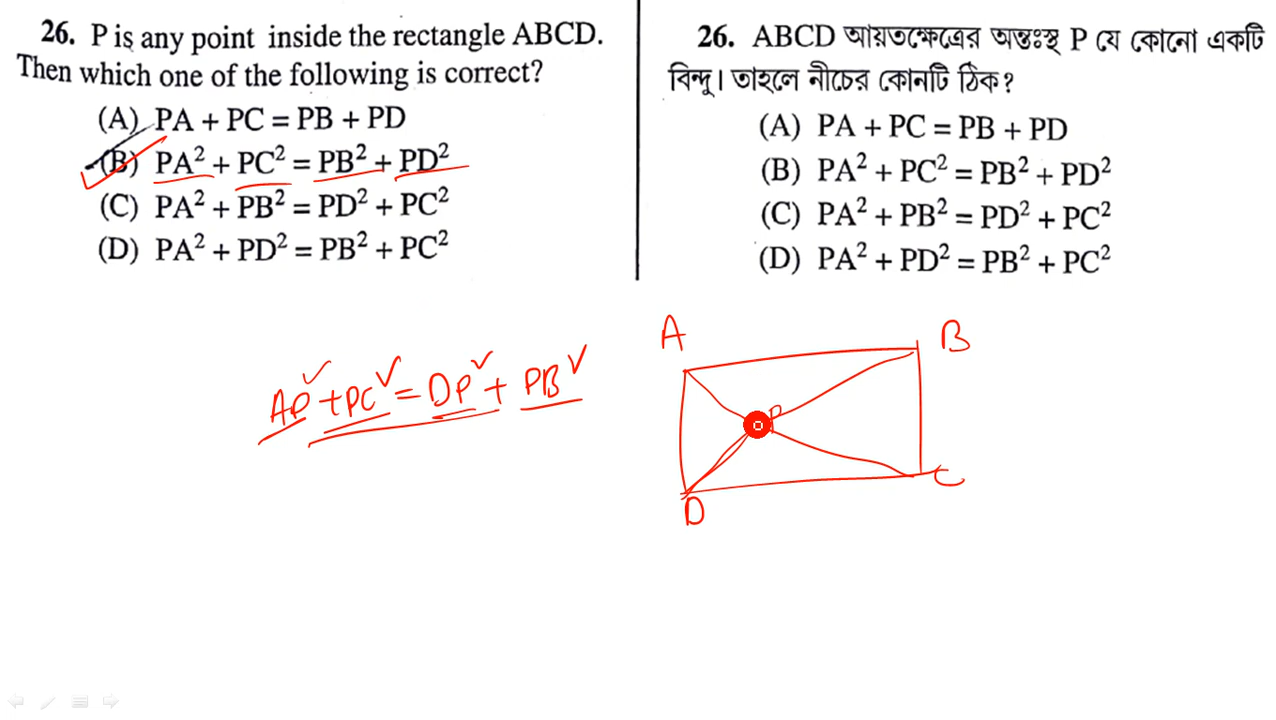 26. P is any point inside the rectangle ABCD.
Then which one of the following is correct?
(A) PA + PC = PB + PD
(B) PA² + PC² = PB² + PD²
(C) PA² + PB² = PD² + PC²
(D) PA² + PD² = PB² + PC²
26. ABCD আয়তক্ষেত্রের অন্তঃস্থ P যে কোনো একটি
বিন্দু। তাহলে নীচের কোনটি ঠিক?
(A) PA + PC = PB + PD
(B) PA² + PC² = PB² + PD²
(C) PA² + PB² = PD² + PC²
(D) PA² + PD² = PB² + PC²
AP² + PC² = DP² + PB²
A
B
P
C
D